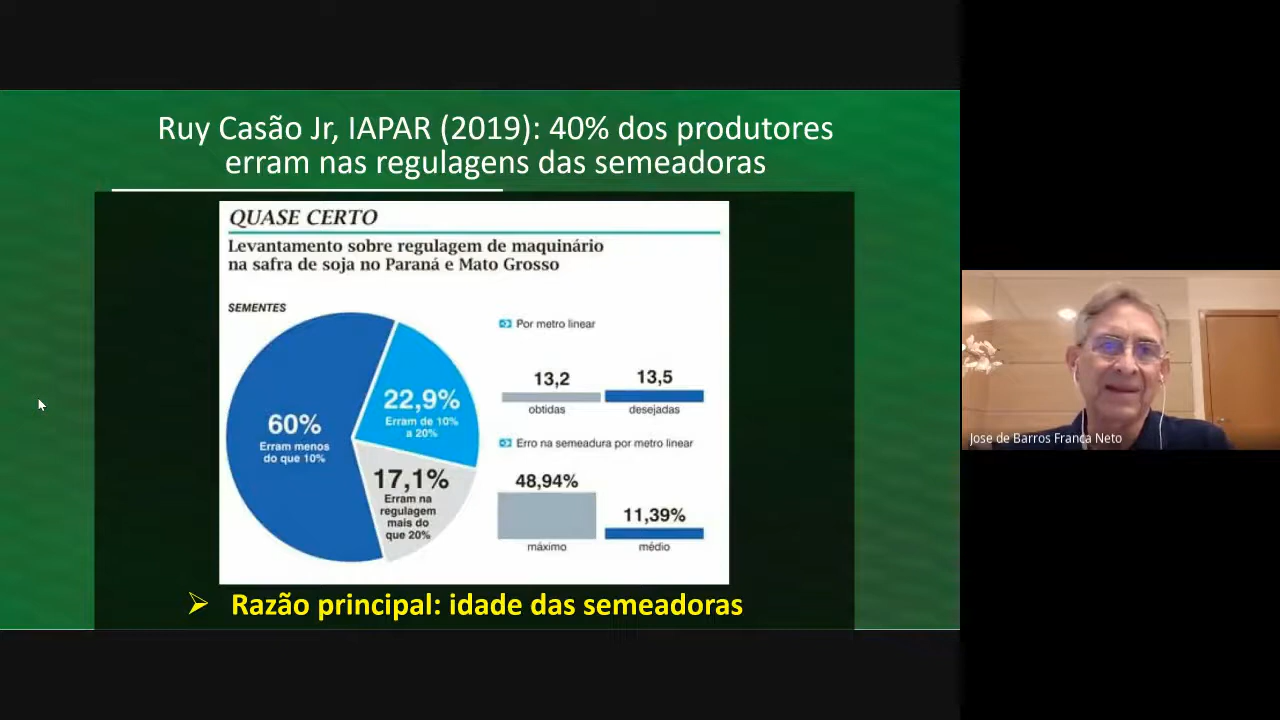 Ruy Casão Jr, IAPAR (2019): 40% dos produtores
erram nas regulagens das semeadoras
QUASE CERTO
Levantamento sobre regulagem de maquinário
na safra de soja no Paraná e Mato Grosso
SEMENTES
60%
Erram menos
do que 10%
22,9%
Erram de 10%
a 20%
17,1%
Erram na
regulagem
mais do
que 20%
Por metro linear
13,2
obtidas
13,5
desejadas
Erro na semeadura por metro linear
48,94%
máximo
11,39%
médio
Razão principal: idade das semeadoras
Jose de Barros Franca Neto